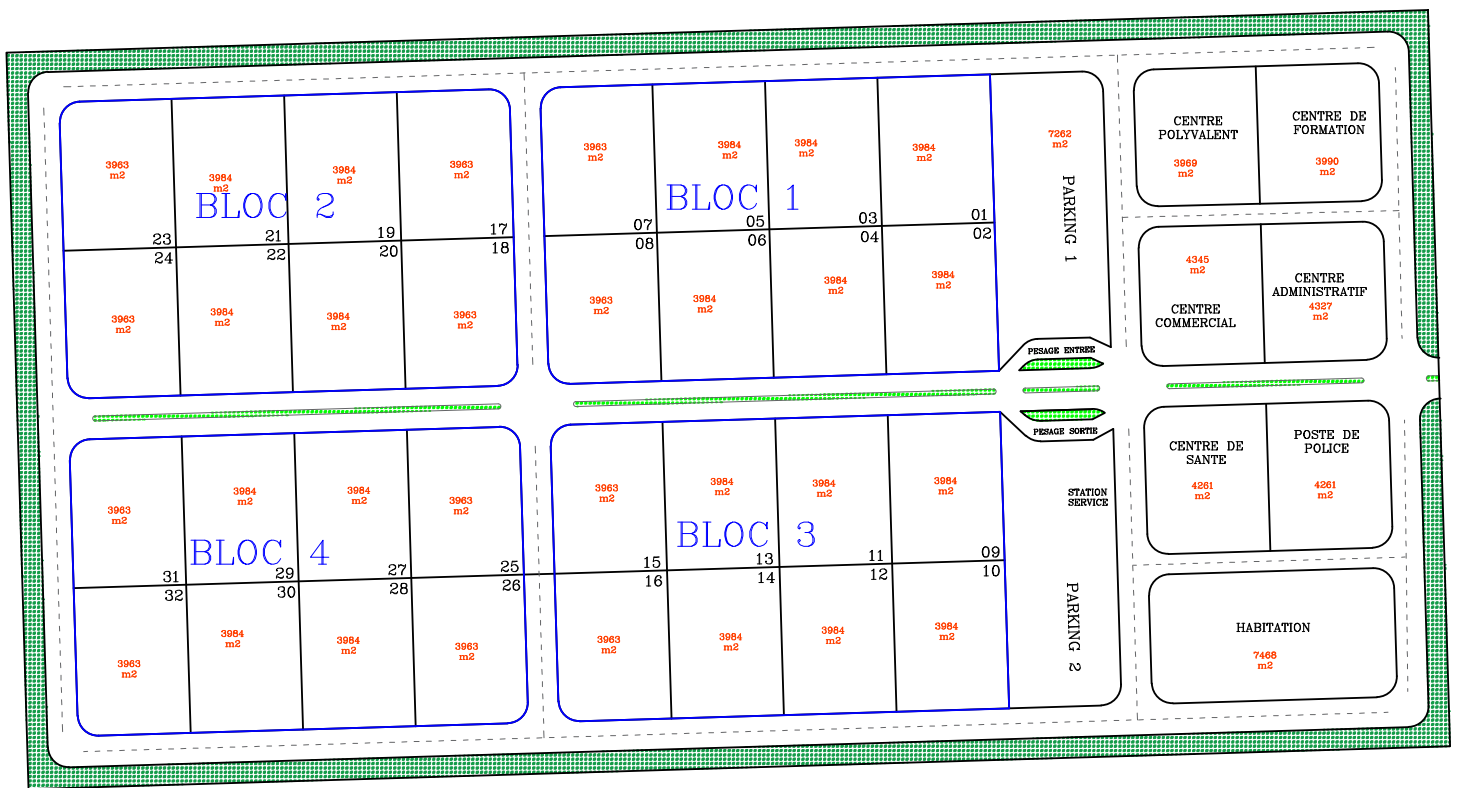 3963
m2
3984
m2
3984
m2
3963
m2
BLOC 2
23
21
19
17
24
22
20
18
3963
m2
3984
m2
3984
m2
3963
m2
3963
m2
3984
m2
3984
m2
3984
m2
BLOC 1
07
05
03
01
08
06
04
02
3963
m2
3984
m2
3984
m2
3984
m2
7262
m2
PARKING 1
PESAGE ENTREE
CENTRE
POLYVALENT
3969
m2
CENTRE DE
FORMATION
3990
m2
4345
m2
CENTRE
COMMERCIAL
CENTRE
ADMINISTRATIF
4327
m2
3963
m2
3984
m2
3984
m2
3963
m2
BLOC 4
31
29
27
25
32
30
28
26
3963
m2
3984
m2
3984
m2
3963
m2
3963
m2
3984
m2
3984
m2
3984
m2
BLOC 3
15
13
11
09
16
14
12
10
3963
m2
3984
m2
3984
m2
3984
m2
PESAGE SORTIE
STATION
SERVICE
PARKING 2
CENTRE DE
SANTE
4261
m2
POSTE DE
POLICE
4261
m2
HABITATION
7468
m2